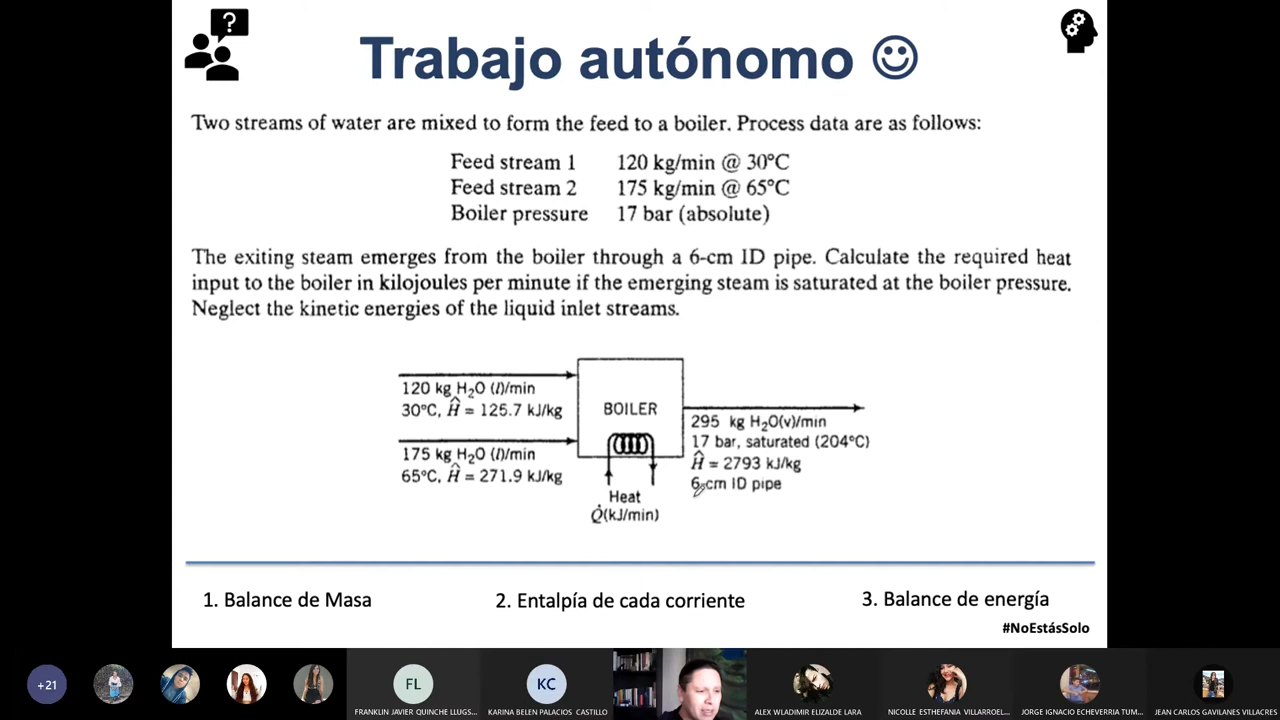 ?
Trabajo autónomo
Two streams of water are mixed to form the feed to a boiler. Process data are as follows:
Feed stream 1 120 kg/min @ 30°C
Feed stream 2 175 kg/min @ 65°C
Boiler pressure 17 bar (absolute)
The exiting steam emerges from the boiler through a 6-cm ID pipe. Calculate the required heat
input to the boiler in kilojoules per minute if the emerging steam is saturated at the boiler pressure.
Neglect the kinetic energies of the liquid inlet streams.
120 kg H₂O (l)/min
30°C, Ĥ = 125.7 kJ/kg
175 kg H₂O (l)/min
65°C, Ĥ = 271.9 kJ/kg
BOILER
Heat
Q̇(kJ/min)
295 kg H₂O(v)/min
17 bar, saturated (204°C)
Ĥ = 2793 kJ/kg
6-cm ID pipe
1. Balance de Masa
2. Entalpía de cada corriente
3. Balance de energía
#NoEstásSolo
+21
FL
FRANKLIN JAVIER QUINCHE LLUGS...
KC
KARINA BELEN PALACIOS CASTILLO
ALEX WLADIMIR ELIZALDE LARA
NICOLLE ESTHEFANIA VILLARROEL...
JORGE IGNACIO ECHEVERRIA TUM...
JEAN CARLOS GAVILANES VILLACRES